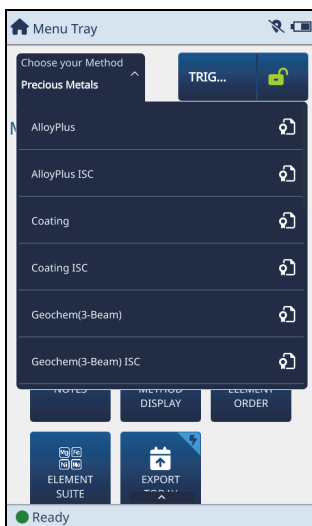 Menu Tray
Choose your Method
Precious Metals
TRIG...
AlloyPlus
AlloyPlus ISC
Coating
Coating ISC
Geochem(3-Beam)
Geochem(3-Beam) ISC
NOTES
METHOD
DISPLAY
ELEMENT
ORDER
Mg Fe
Ni Mo
ELEMENT
SUITE
EXPORT
TODAY
Ready